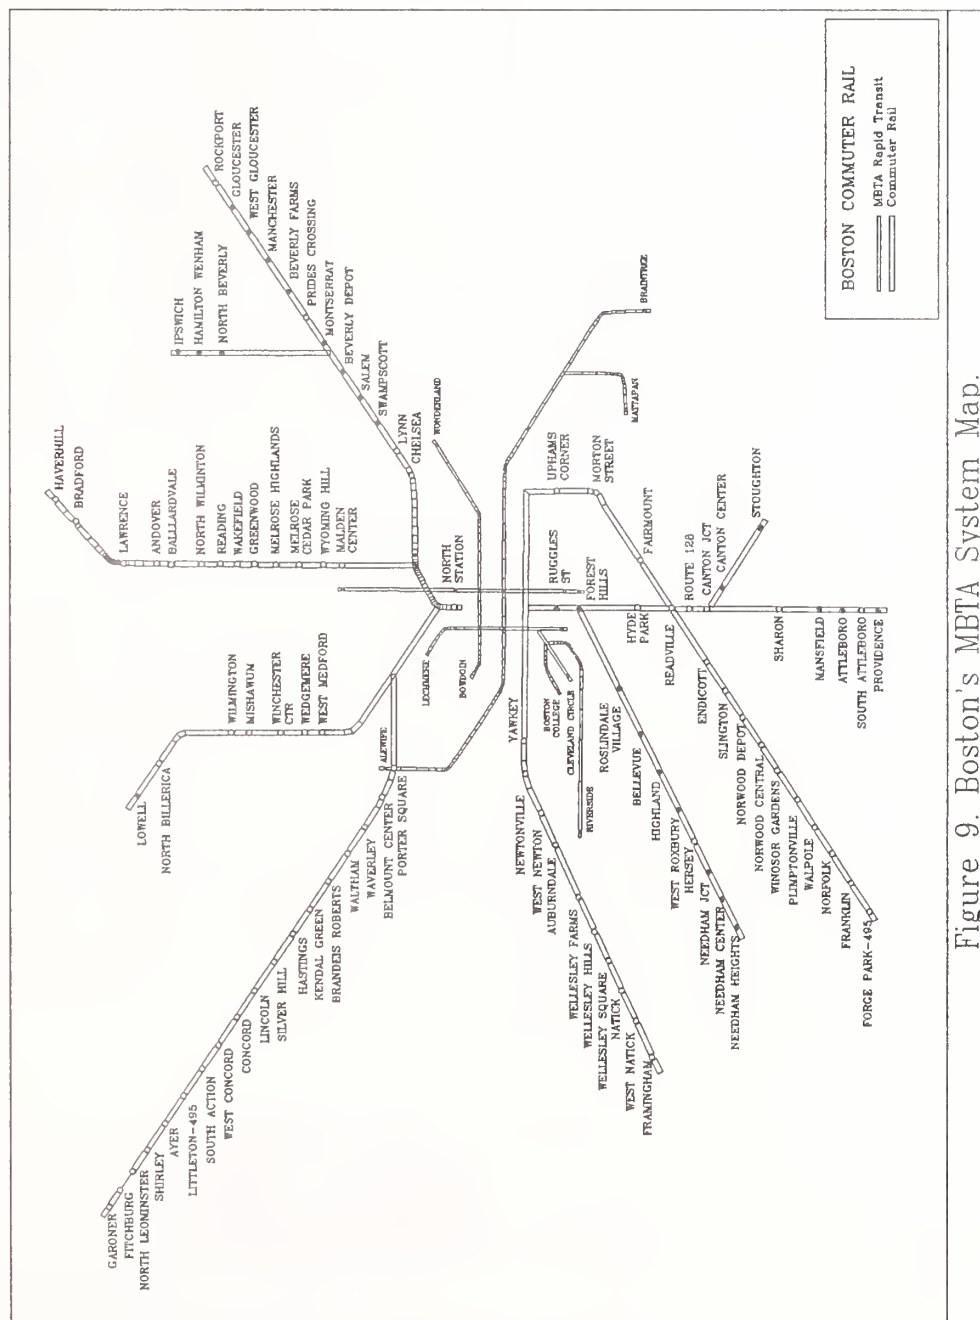 BOSTON COMMUTER RAIL
MBTA Rapid Transit
Commuter Rail
ROCKPORT
GLOUCESTER
WEST GLOUCESTER
MANCHESTER
BEVERLY FARMS
PRIDES CROSSING
MONTSERRAT
BEVERLY DEPOT
SALEM
SWAMPSCOTT
LYNN
CHELSEA
IPSWICH
HAMILTON WENHAM
NORTH BEVERLY
HAVERHILL
BRADFORD
LAWRENCE
ANDOVER
BALLLARDVALE
NORTH WILMINTON
READING
WAKEFIELD
GREENWOOD
MELROSE HIGHLANDS
MELROSE
CEDAR PARK
WYOMING HILL
MALDEN
CENTER
WONDERLAND
NORTH
STATION
BRAINTREE
MATTAPAN
UPHAMS
CORNER
MORTON
STREET
FAIRMOUNT
RUGGLES
ST
FOREST
HILLS
HYDE
PARK
READVILLE
ROUTE 128
CANTON JCT
CANTON CENTER
STOUGHTON
SHARON
MANSFIELD
ATTLEBORO
SOUTH ATTLEBORO
PROVIDENCE
LOWELL
NORTH BILLERICA
WILMINGTON
MISHAWUM
WINCHESTER
CTR
WEDGEMERE
WEST MEDFORD
LECHMERE
BOWDOIN
ALEWIFE
YAWKEY
BOSTON
COLLEGE
CLEVELAND CIRCLE
RIVERSIDE
ROSLINDALE
VILLAGE
BELLEVUE
HIGHLAND
WEST ROXBURY
HERSEY
NEEDHAM JCT
NEEDHAM CENTER
NEEDHAM HEIGHTS
ENDICOTT
SLINGTON
NORWOOD DEPOT
NORWOOD CENTRAL
WINDSOR GARDENS
PLIMPTONVILLE
WALPOLE
NORFOLK
FRANKLIN
FORGE PARK-495
GARDNER
FITCHBURG
NORTH LEOMINSTER
SHIRLEY
AYER
LITTLETON-495
SOUTH ACTION
WEST CONCORD
CONCORD
LINCOLN
SILVER HILL
HASTINGS
KENDAL GREEN
BRANDEIS ROBERTS
WALTHAM
WAVERLEY
BELMOUNT CENTER
PORTER SQUARE
NEWTONVILLE
WEST NEWTON
AUBURNDALE
WELLESLEY FARMS
WELLESLEY HILLS
WELLESLEY SQUARE
NATICK
WEST NATICK
FRAMINGHAM
Figure 9. Boston's MBTA System Map.